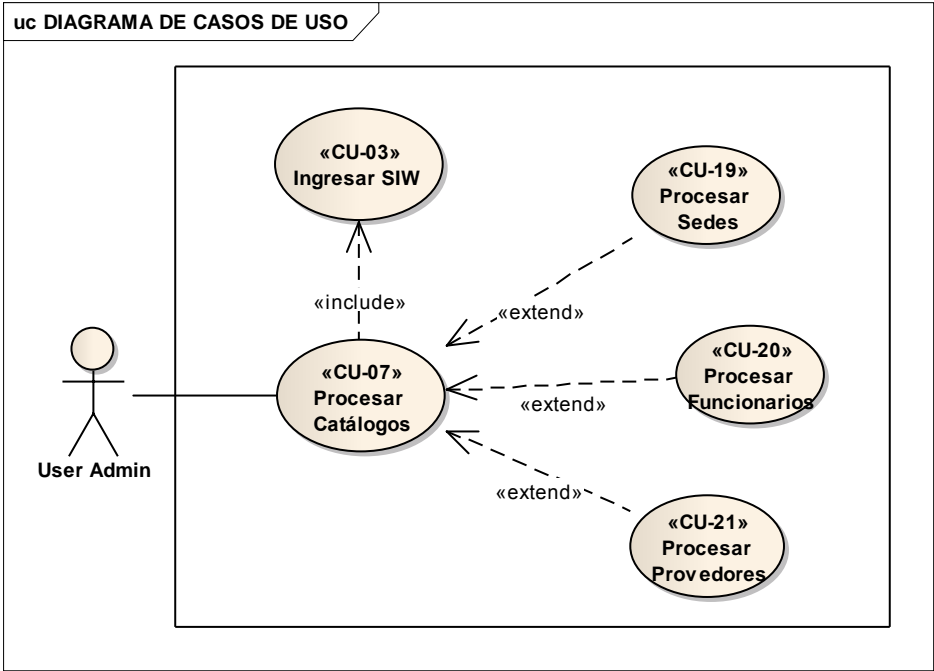 uc DIAGRAMA DE CASOS DE USO
«CU-03»
Ingresar SIW
«CU-19»
Procesar
Sedes
«include»
«extend»
«CU-07»
Procesar
Catálogos
«CU-20»
Procesar
Funcionarios
«extend»
User Admin
«extend»
«CU-21»
Procesar
Provedores